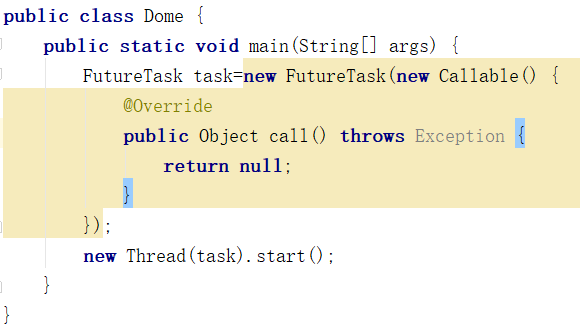 public class Dome {
    public static void main(String[] args) {
        FutureTask task=new FutureTask(new Callable() {
            @Override
            public Object call() throws Exception {
                return null;
            }
        });
        new Thread(task).start();
    }
}